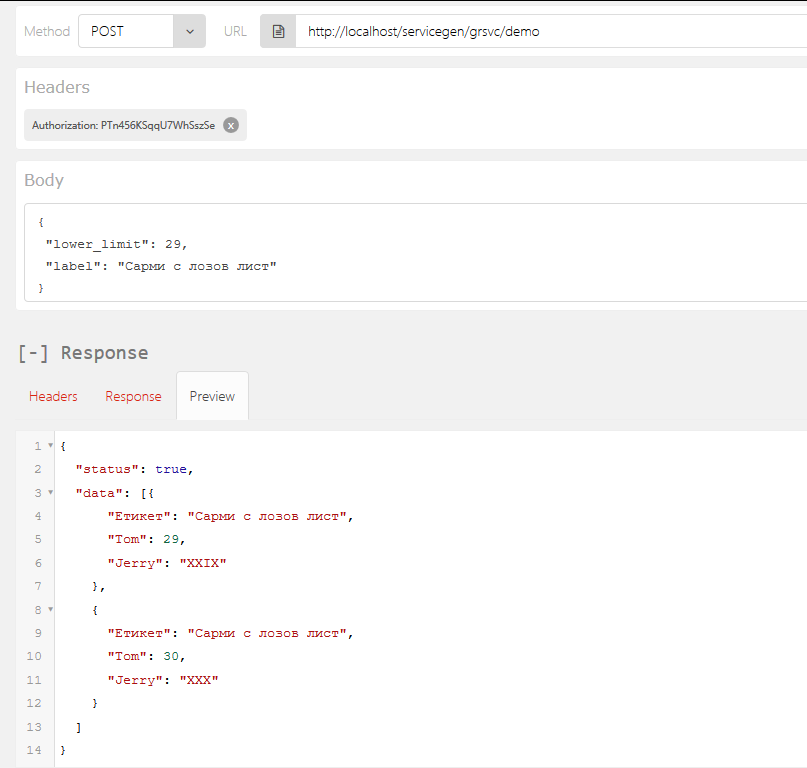 Method POST URL http://localhost/servicegen/grsvc/demo
Headers
Authorization: PTn456KSqqU7WhSszSe x
Body
{
"lower_limit": 29,
"label": "Сарми с лозов лист"
}
[-] Response
Headers Response Preview
1 {
2 "status": true,
3 "data": [{
4 "Етикет": "Сарми с лозов лист",
5 "Tom": 29,
6 "Jerry": "XXIX"
7 },
8 {
9 "Етикет": "Сарми с лозов лист",
10 "Tom": 30,
11 "Jerry": "XXX"
12 }
13 ]
14 }